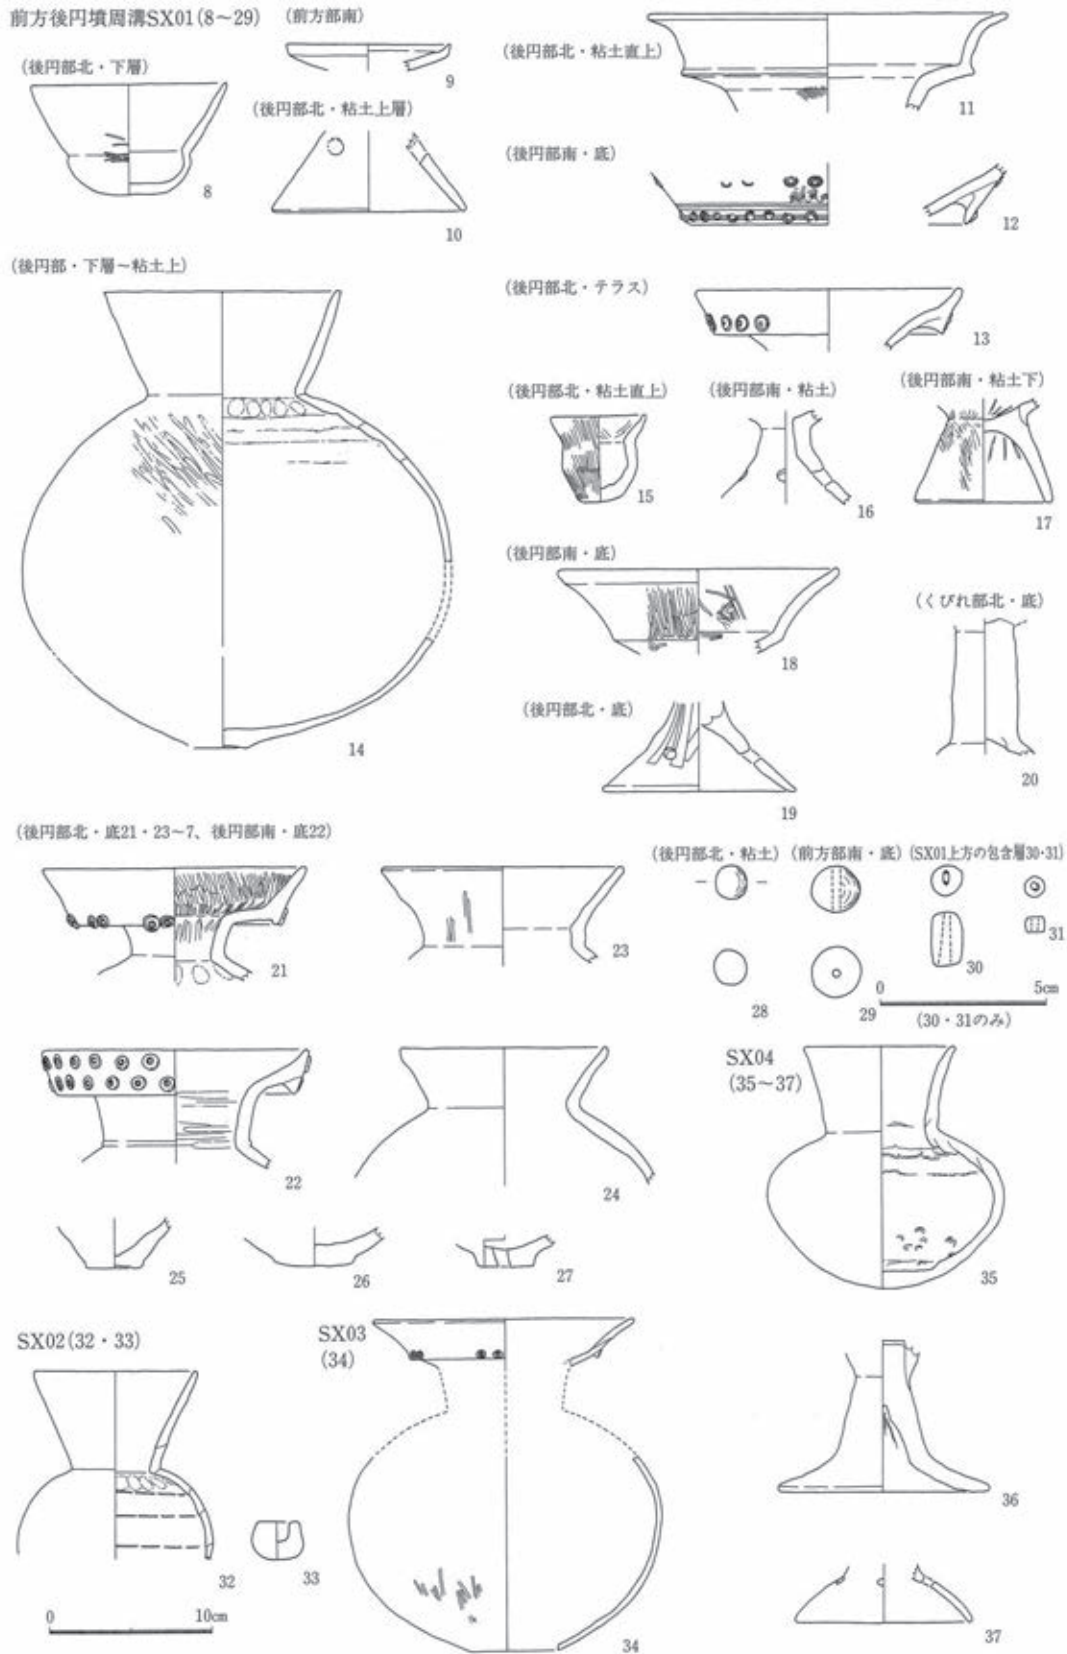 前方後円墳周溝SX01(8～29)
(前方部南)
(後円部北・下層)
8
9
(後円部北・粘土上層)
10
(後円部北・粘土直上)
11
(後円部南・底)
12
(後円部・下層～粘土上)
14
(後円部北・テラス)
13
(後円部北・粘土直上)
15
(後円部南・粘土)
16
(後円部南・粘土下)
17
(後円部南・底)
18
(くびれ部北・底)
20
(後円部北・底)
19
(後円部北・底21・23～7、後円部南・底22)
21
23
(後円部北・粘土)
28
(前方部南・底)
29
(SX01上方の包含層30・31)
30
31
0 5cm
(30・31のみ)
22
24
SX04
(35～37)
35
25
26
27
SX02(32・33)
32
33
SX03
(34)
34
36
37
0 10cm